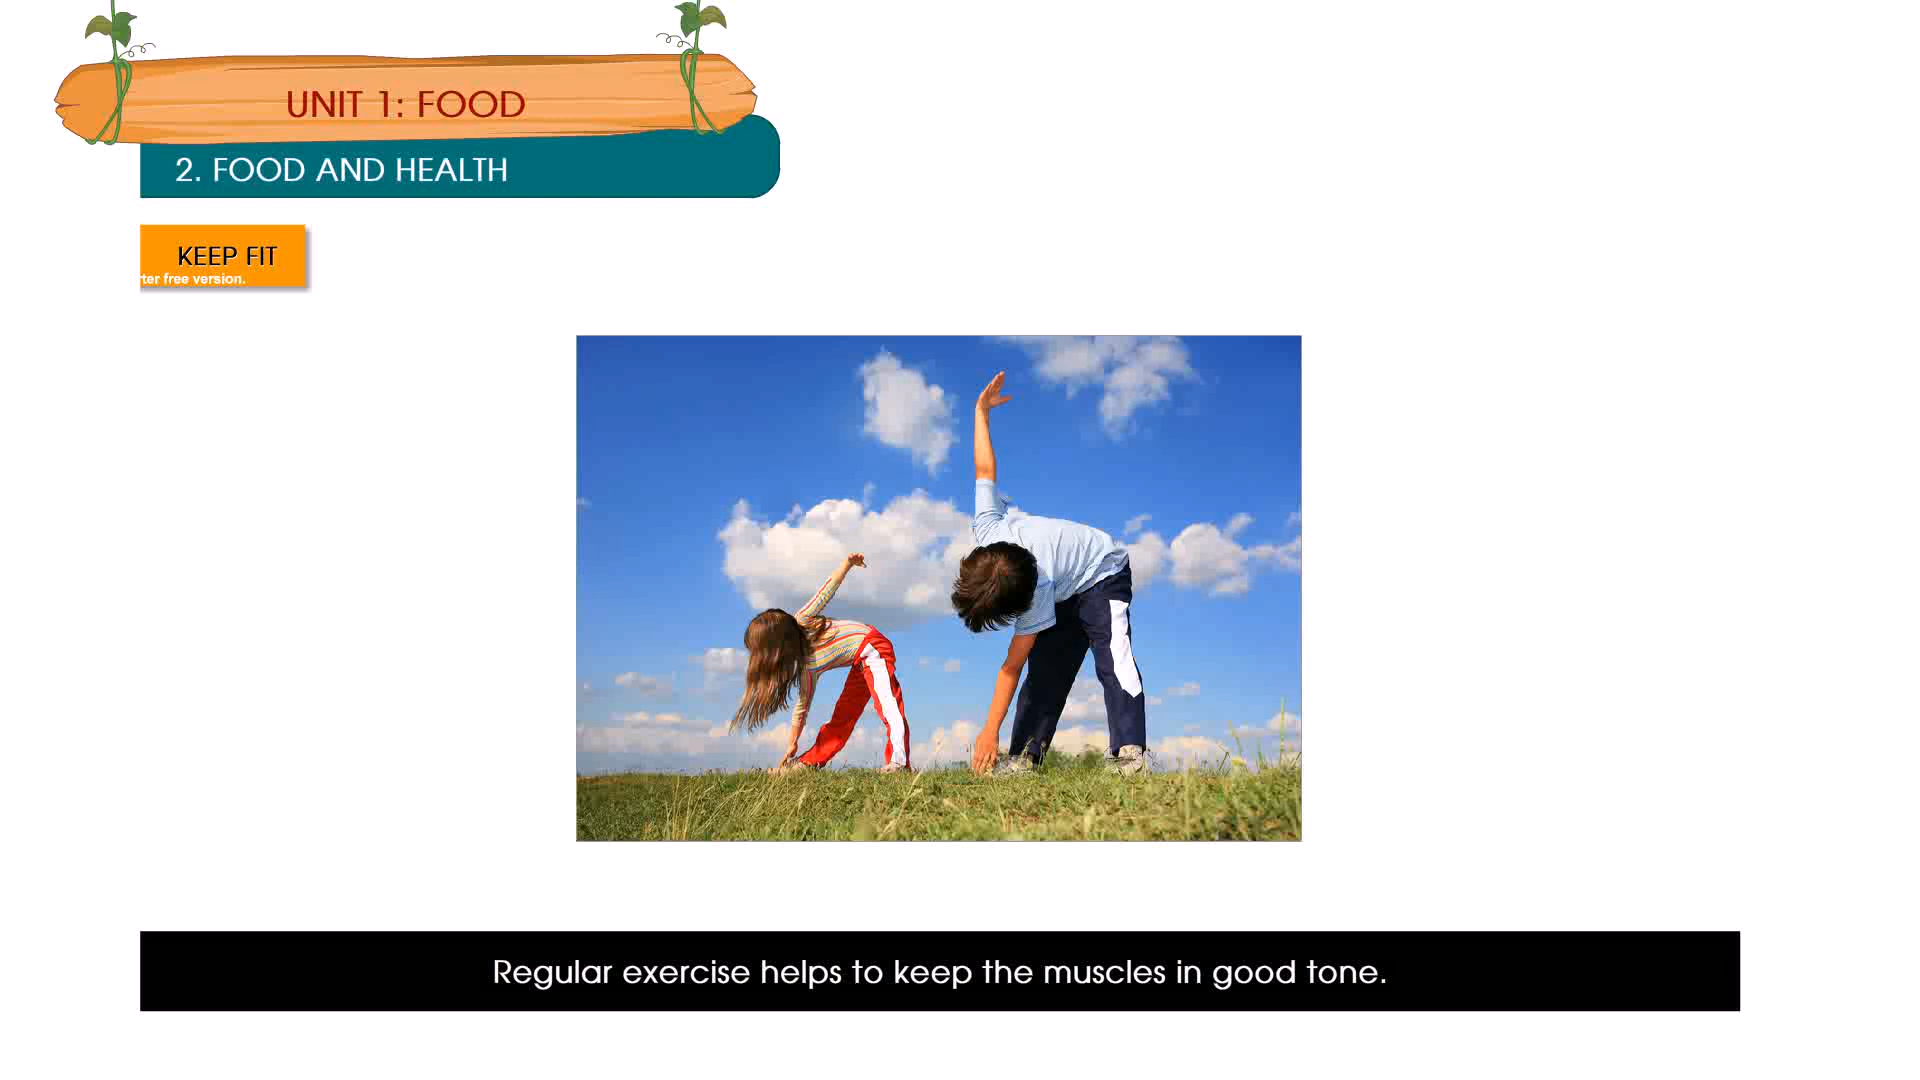 UNIT 1: FOOD
2. FOOD AND HEALTH
KEEP FIT
free version.
Regular exercise helps to keep the muscles in good tone.